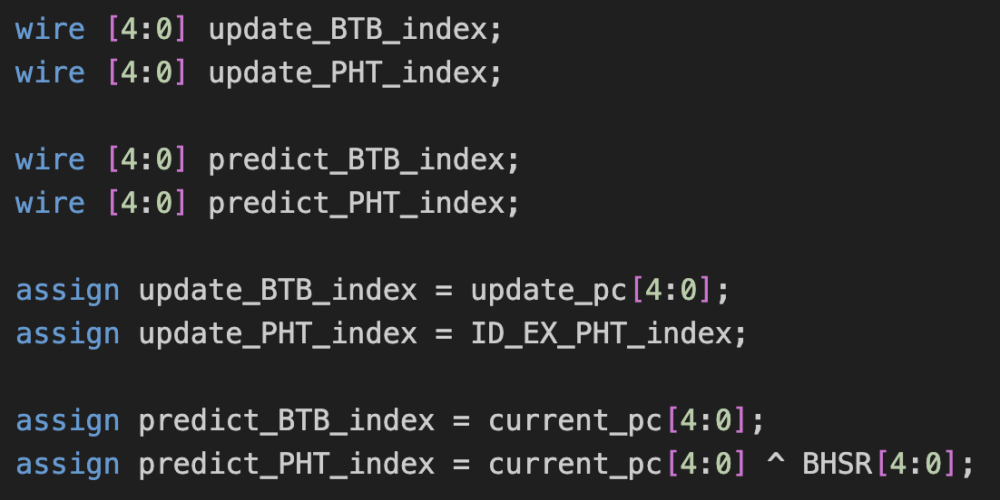 wire [4:0] update_BTB_index;
wire [4:0] update_PHT_index;
wire [4:0] predict_BTB_index;
wire [4:0] predict_PHT_index;
assign update_BTB_index = update_pc[4:0];
assign update_PHT_index = ID_EX_PHT_index;
assign predict_BTB_index = current_pc[4:0];
assign predict_PHT_index = current_pc[4:0] ^ BHSR[4:0];